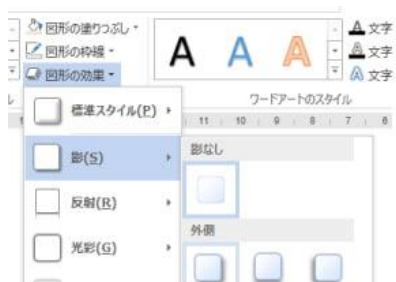 図形の塗りつぶし
図形の枠線
図形の効果
A A A
A 文字
A 文字
A 文字
ワードアートのスタイル
標準スタイル(P)
影(S)
反射(R)
光彩(G)
11 10 9 8 7 6
影なし
外側